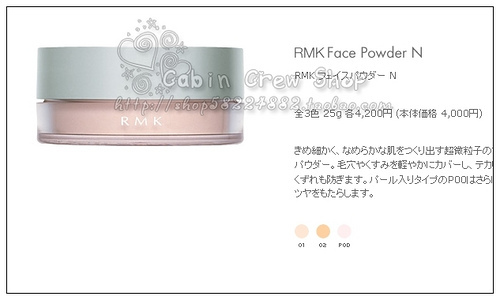 RMK Face Powder N
RMK フェイスパウダー N
Cabin Crew Shop
http://shop58224882.taobao.com
RMK
全3色 25g 各4,200円 (本体価格 4,000円)
きめ細かく、なめらかな肌をつくり出す超微粒子の
パウダー。毛穴やくすみを軽やかにカバーし、テカ
くずれも防ぎます。パール入りタイプのP00はさら
ツヤをもたらします。
01 02 P00